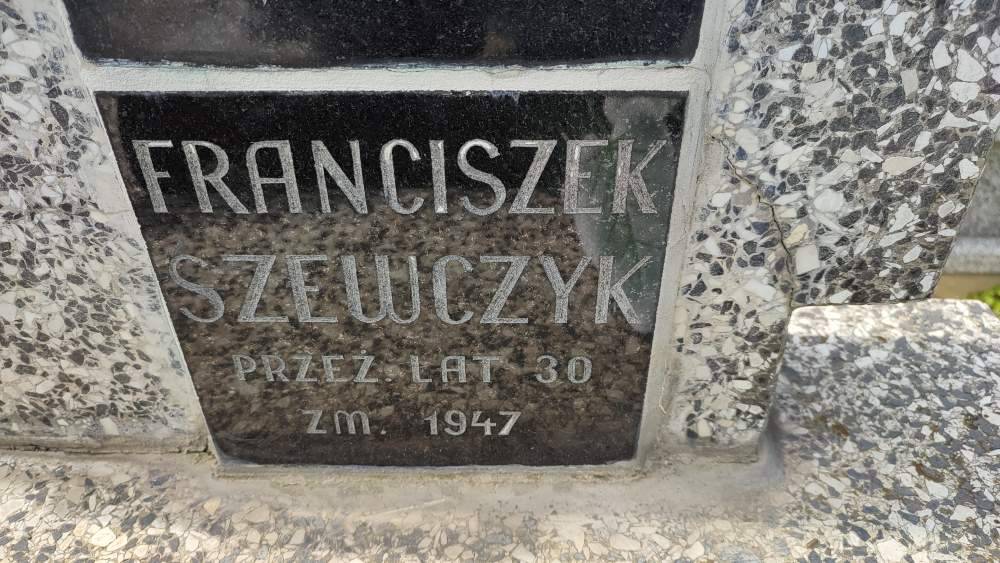 FRANCISZEK
SZEWCZYK
PRZEŻ. LAT 30
ZM. 1947